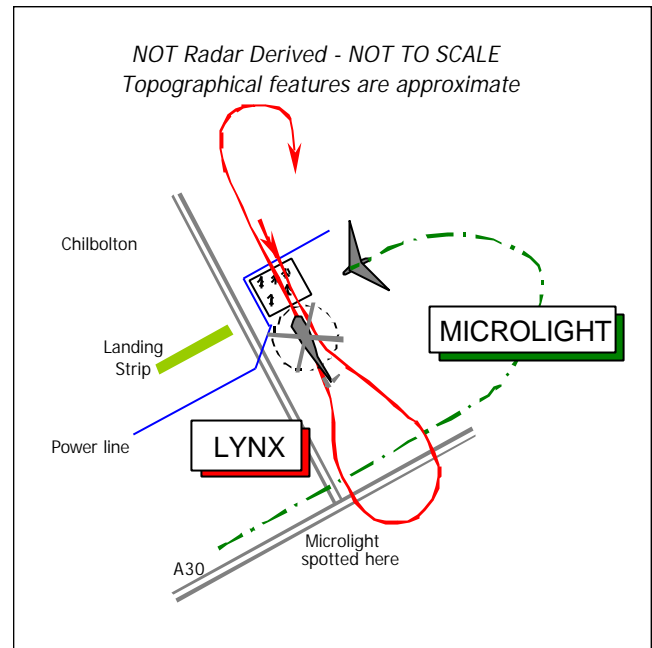 NOT Radar Derived - NOT TO SCALE
Topographical features are approximate
Chilbolton
MICROLIGHT
Landing
Strip
Power line
LYNX
Microlight
spotted here
A30